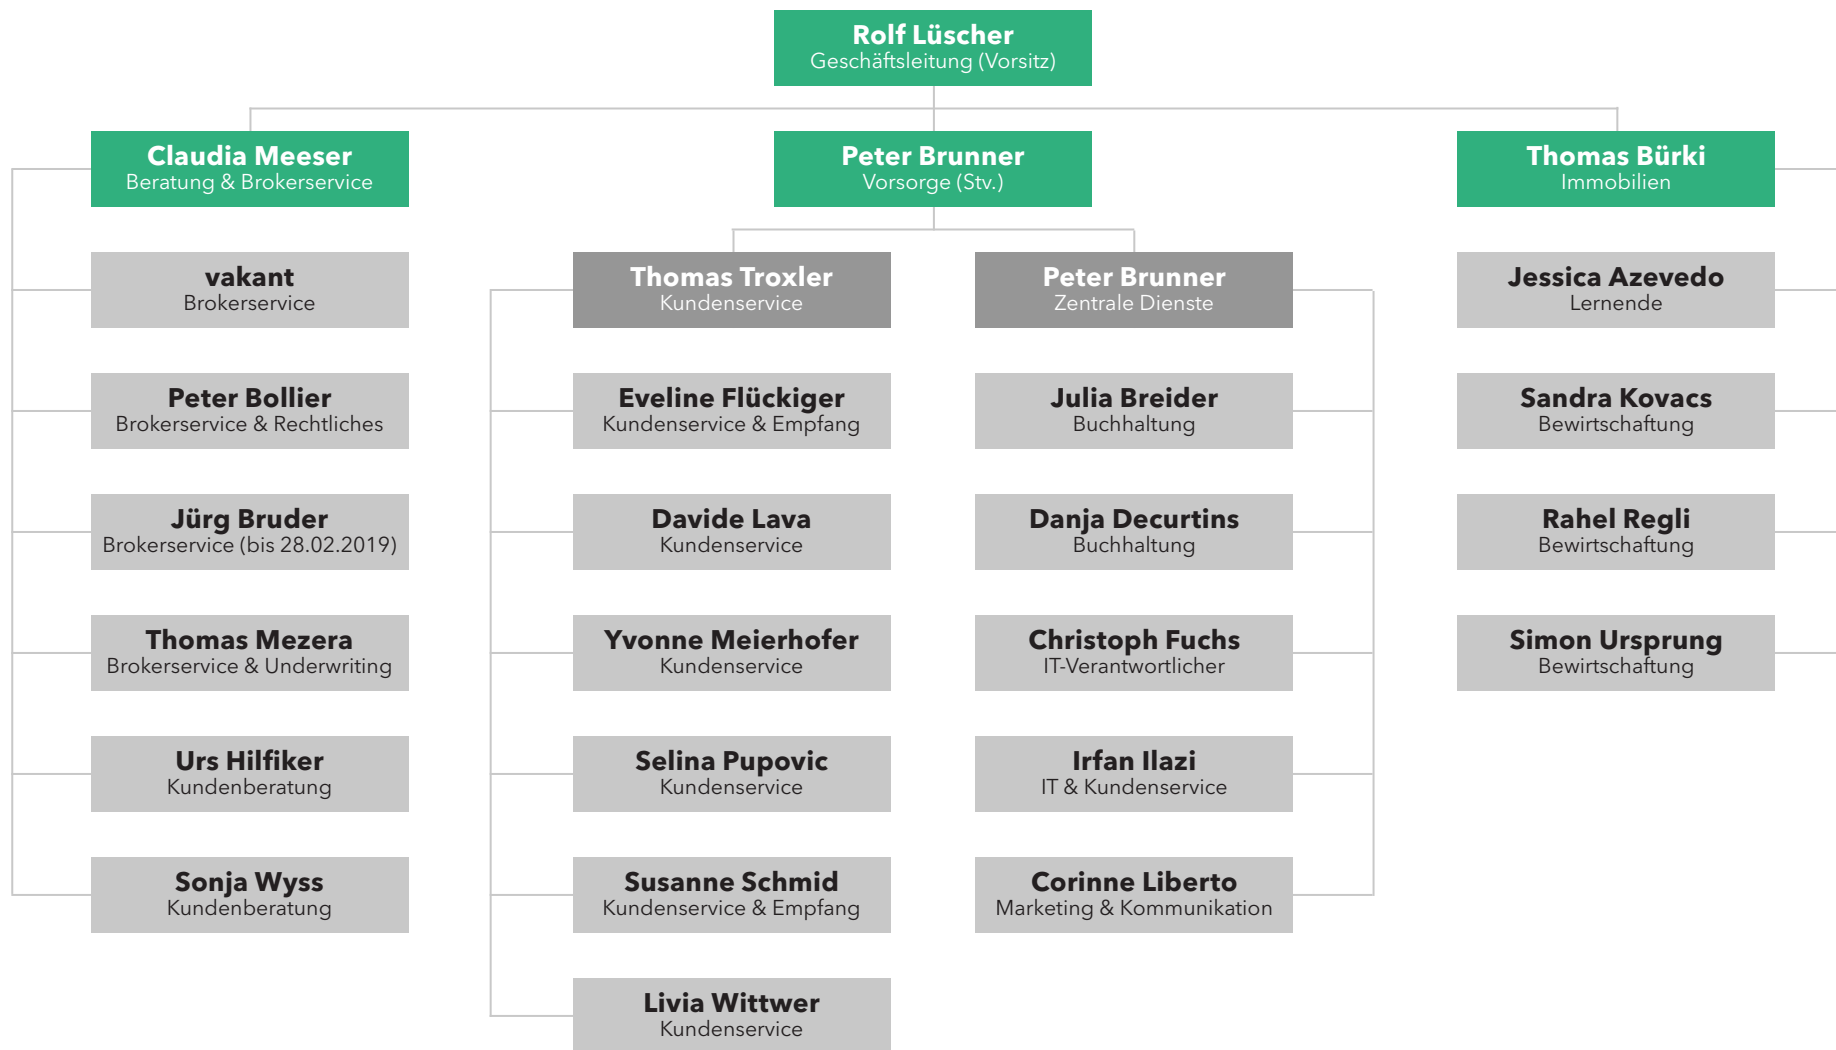 Rolf Lüscher
Geschäftsleitung (Vorsitz)
Claudia Meeser
Beratung & Brokerservice
Peter Brunner
Vorsorge (Stv.)
Thomas Bürki
Immobilien
vakant
Brokerservice
Peter Bollier
Brokerservice & Rechtliches
Jürg Bruder
Brokerservice (bis 28.02.2019)
Thomas Mezera
Brokerservice & Underwriting
Urs Hilfiker
Kundenberatung
Sonja Wyss
Kundenberatung
Thomas Troxler
Kundenservice
Eveline Flückiger
Kundenservice & Empfang
Davide Lava
Kundenservice
Yvonne Meierhofer
Kundenservice
Selina Pupovic
Kundenservice
Susanne Schmid
Kundenservice & Empfang
Livia Wittwer
Kundenservice
Peter Brunner
Zentrale Dienste
Julia Breider
Buchhaltung
Danja Decurtins
Buchhaltung
Christoph Fuchs
IT-Verantwortlicher
Irfan Ilazi
IT & Kundenservice
Corinne Liberto
Marketing & Kommunikation
Jessica Azevedo
Lernende
Sandra Kovacs
Bewirtschaftung
Rahel Regli
Bewirtschaftung
Simon Ursprung
Bewirtschaftung